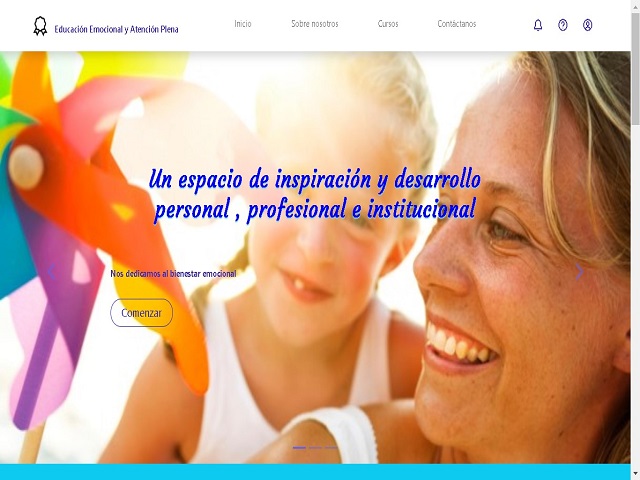 Educación Emocional y Atención Plena
Inicio
Sobre nosotros
Cursos
Contáctanos
Un espacio de inspiración y desarrollo
personal , profesional e institucional
Nos dedicamos al bienestar emocional
Comenzar